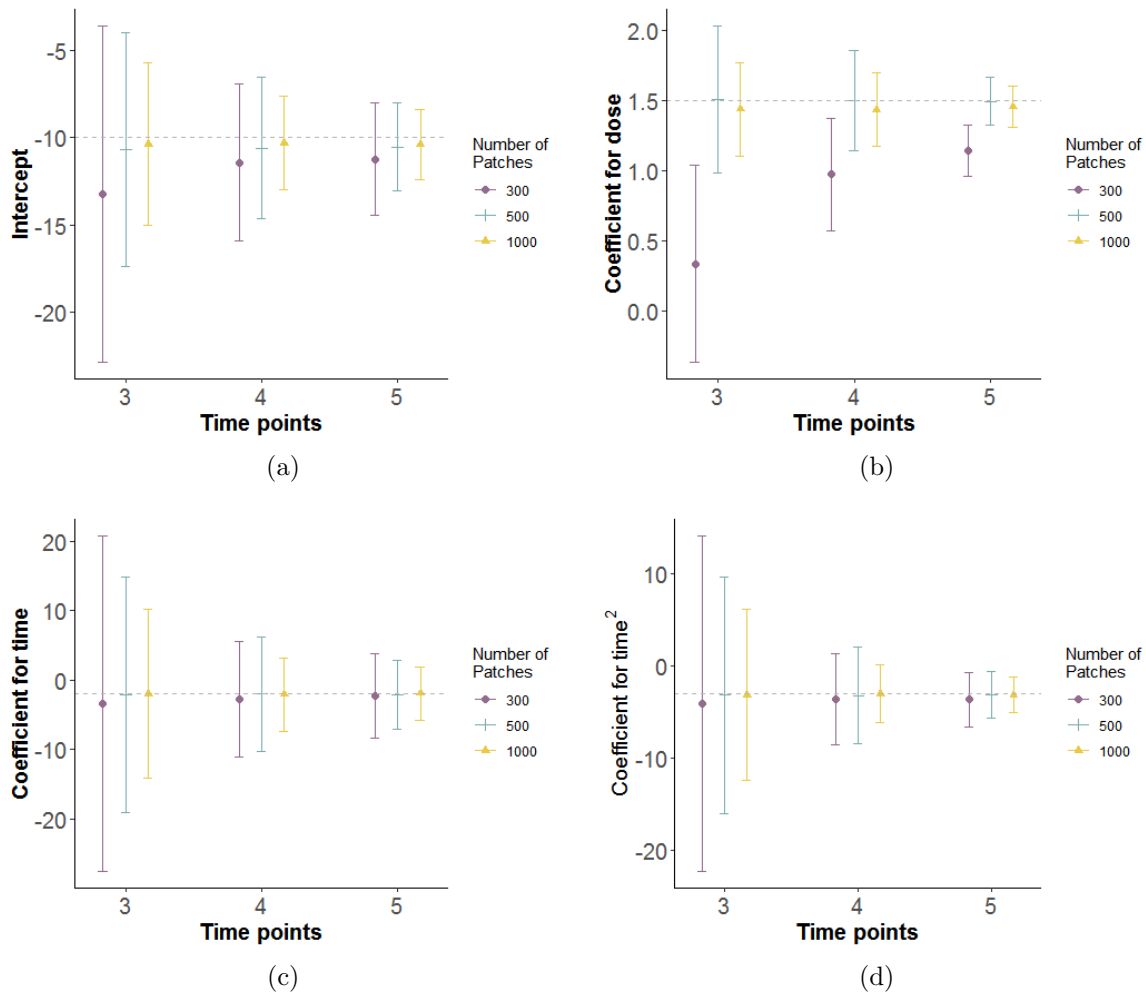 Intercept
-5
-10
-15
-20
3 4 5
Time points
Number of
Patches
300
500
1000
(a)
Coefficient for dose
2.0
1.5
1.0
0.5
0.0
3 4 5
Time points
Number of
Patches
300
500
1000
(b)
Coefficient for time
20
10
0
-10
-20
3 4 5
Time points
Number of
Patches
300
500
1000
(c)
Coefficient for time²
10
0
-10
-20
3 4 5
Time points
Number of
Patches
300
500
1000
(d)